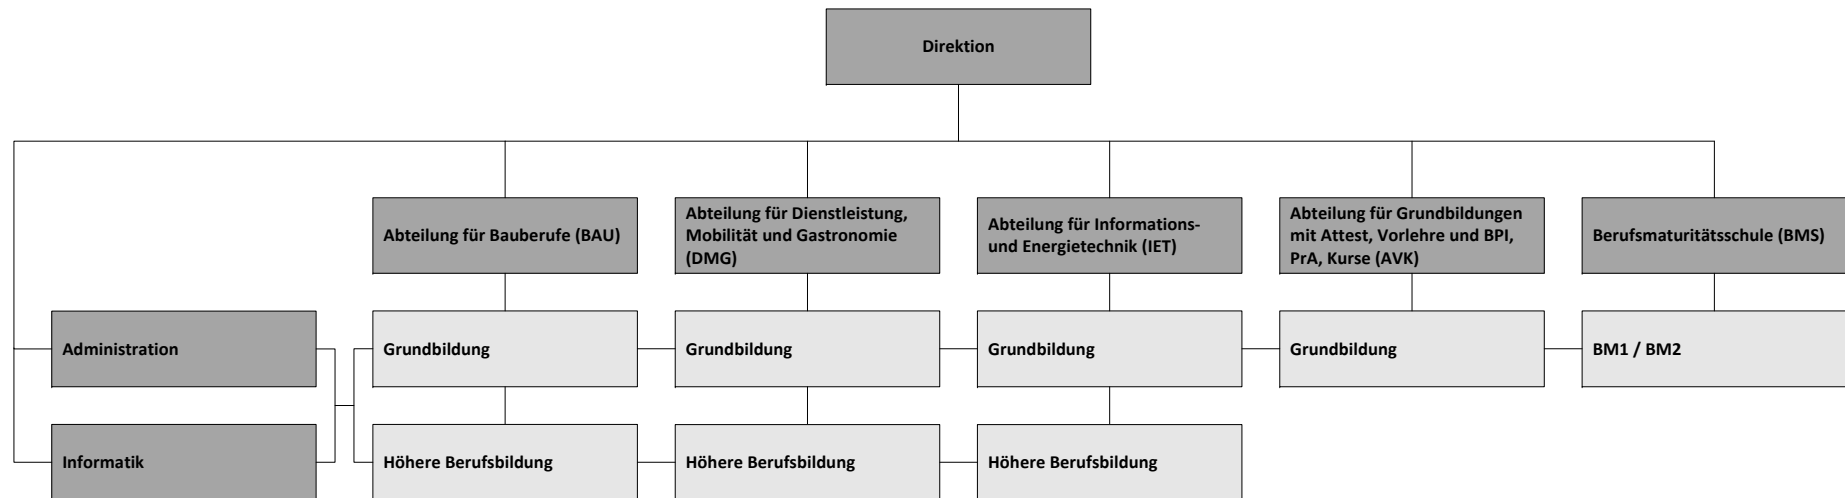 Direktion
Abteilung für Bauberufe (BAU)
Abteilung für Dienstleistung,
Mobilität und Gastronomie
(DMG)
Abteilung für Informations-
und Energietechnik (IET)
Abteilung für Grundbildungen
mit Attest, Vorlehre und BPI,
PrA, Kurse (AVK)
Berufsmaturitätsschule (BMS)
Administration
Grundbildung
Grundbildung
Grundbildung
Grundbildung
BM1 / BM2
Informatik
Höhere Berufsbildung
Höhere Berufsbildung
Höhere Berufsbildung